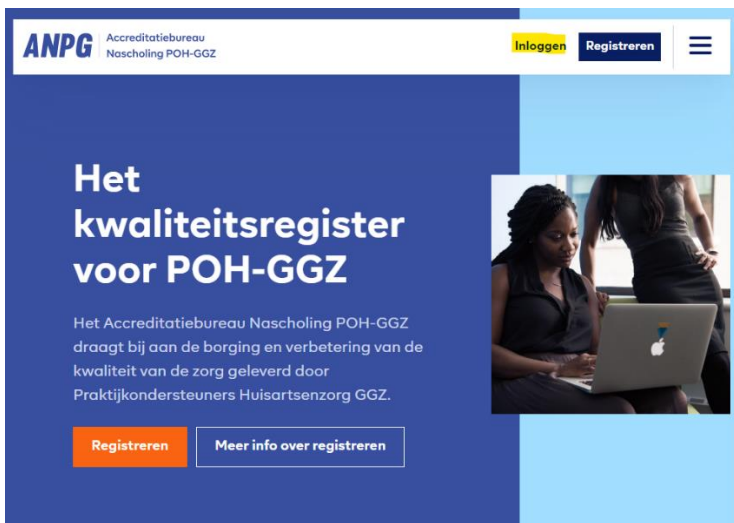 ANPG
Accreditatiebureau
Nascholing POH-GGZ
Inloggen
Registreren
Het
kwaliteitsregister
voor POH-GGZ
Het Accreditatiebureau Nascholing POH-GGZ
draagt bij aan de borging en verbetering van de
kwaliteit van de zorg geleverd door
Praktijkondersteuners Huisartsenzorg GGZ.
Registreren
Meer info over registreren